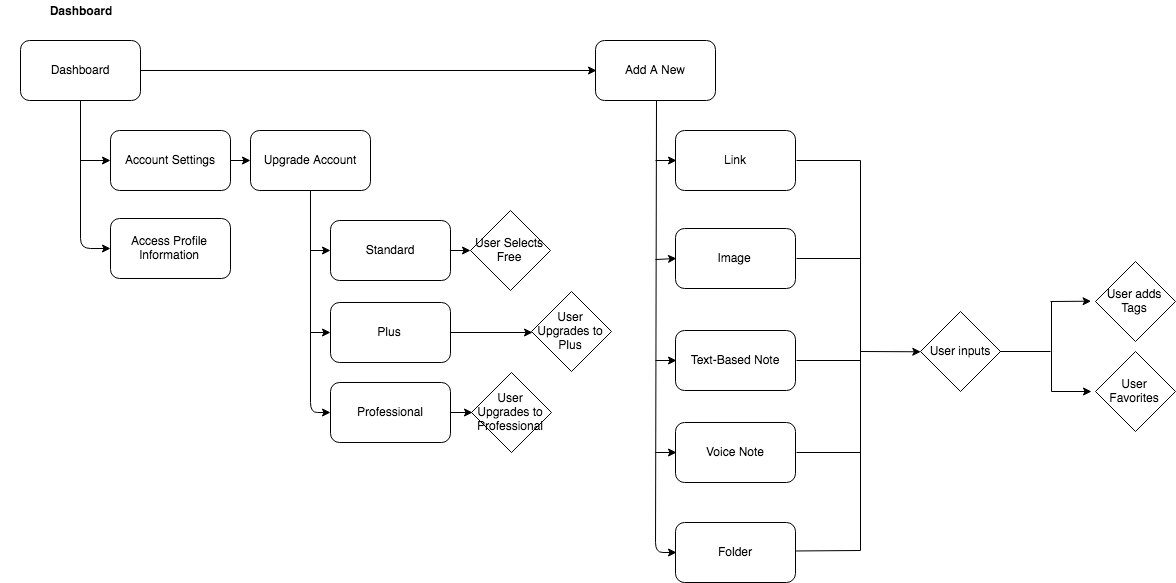 Dashboard
Dashboard
Add A New
Account Settings
Upgrade Account
Link
Access Profile
Information
Standard
User Selects
Free
Image
Plus
User
Upgrades to
Plus
User adds
Tags
Text-Based Note
User inputs
Professional
User
Upgrades to
Professional
User
Favorites
Voice Note
Folder